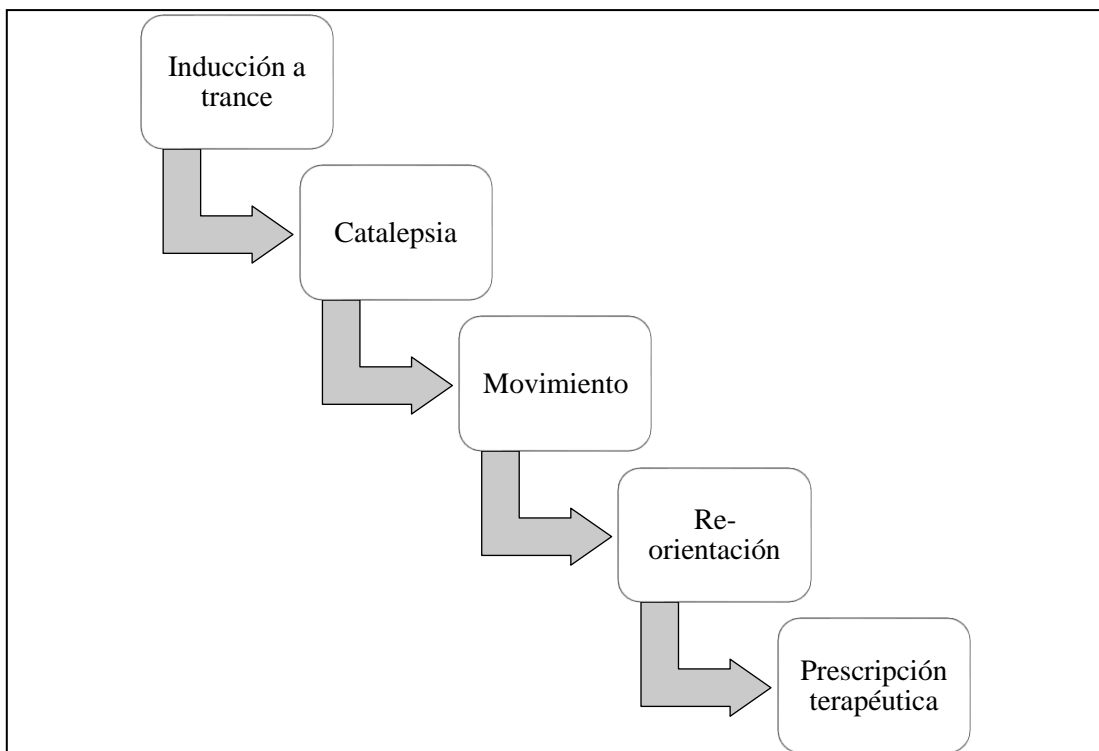 Inducción a
trance
Catalepsia
Movimiento
Re-
orientación
Prescripción
terapéutica